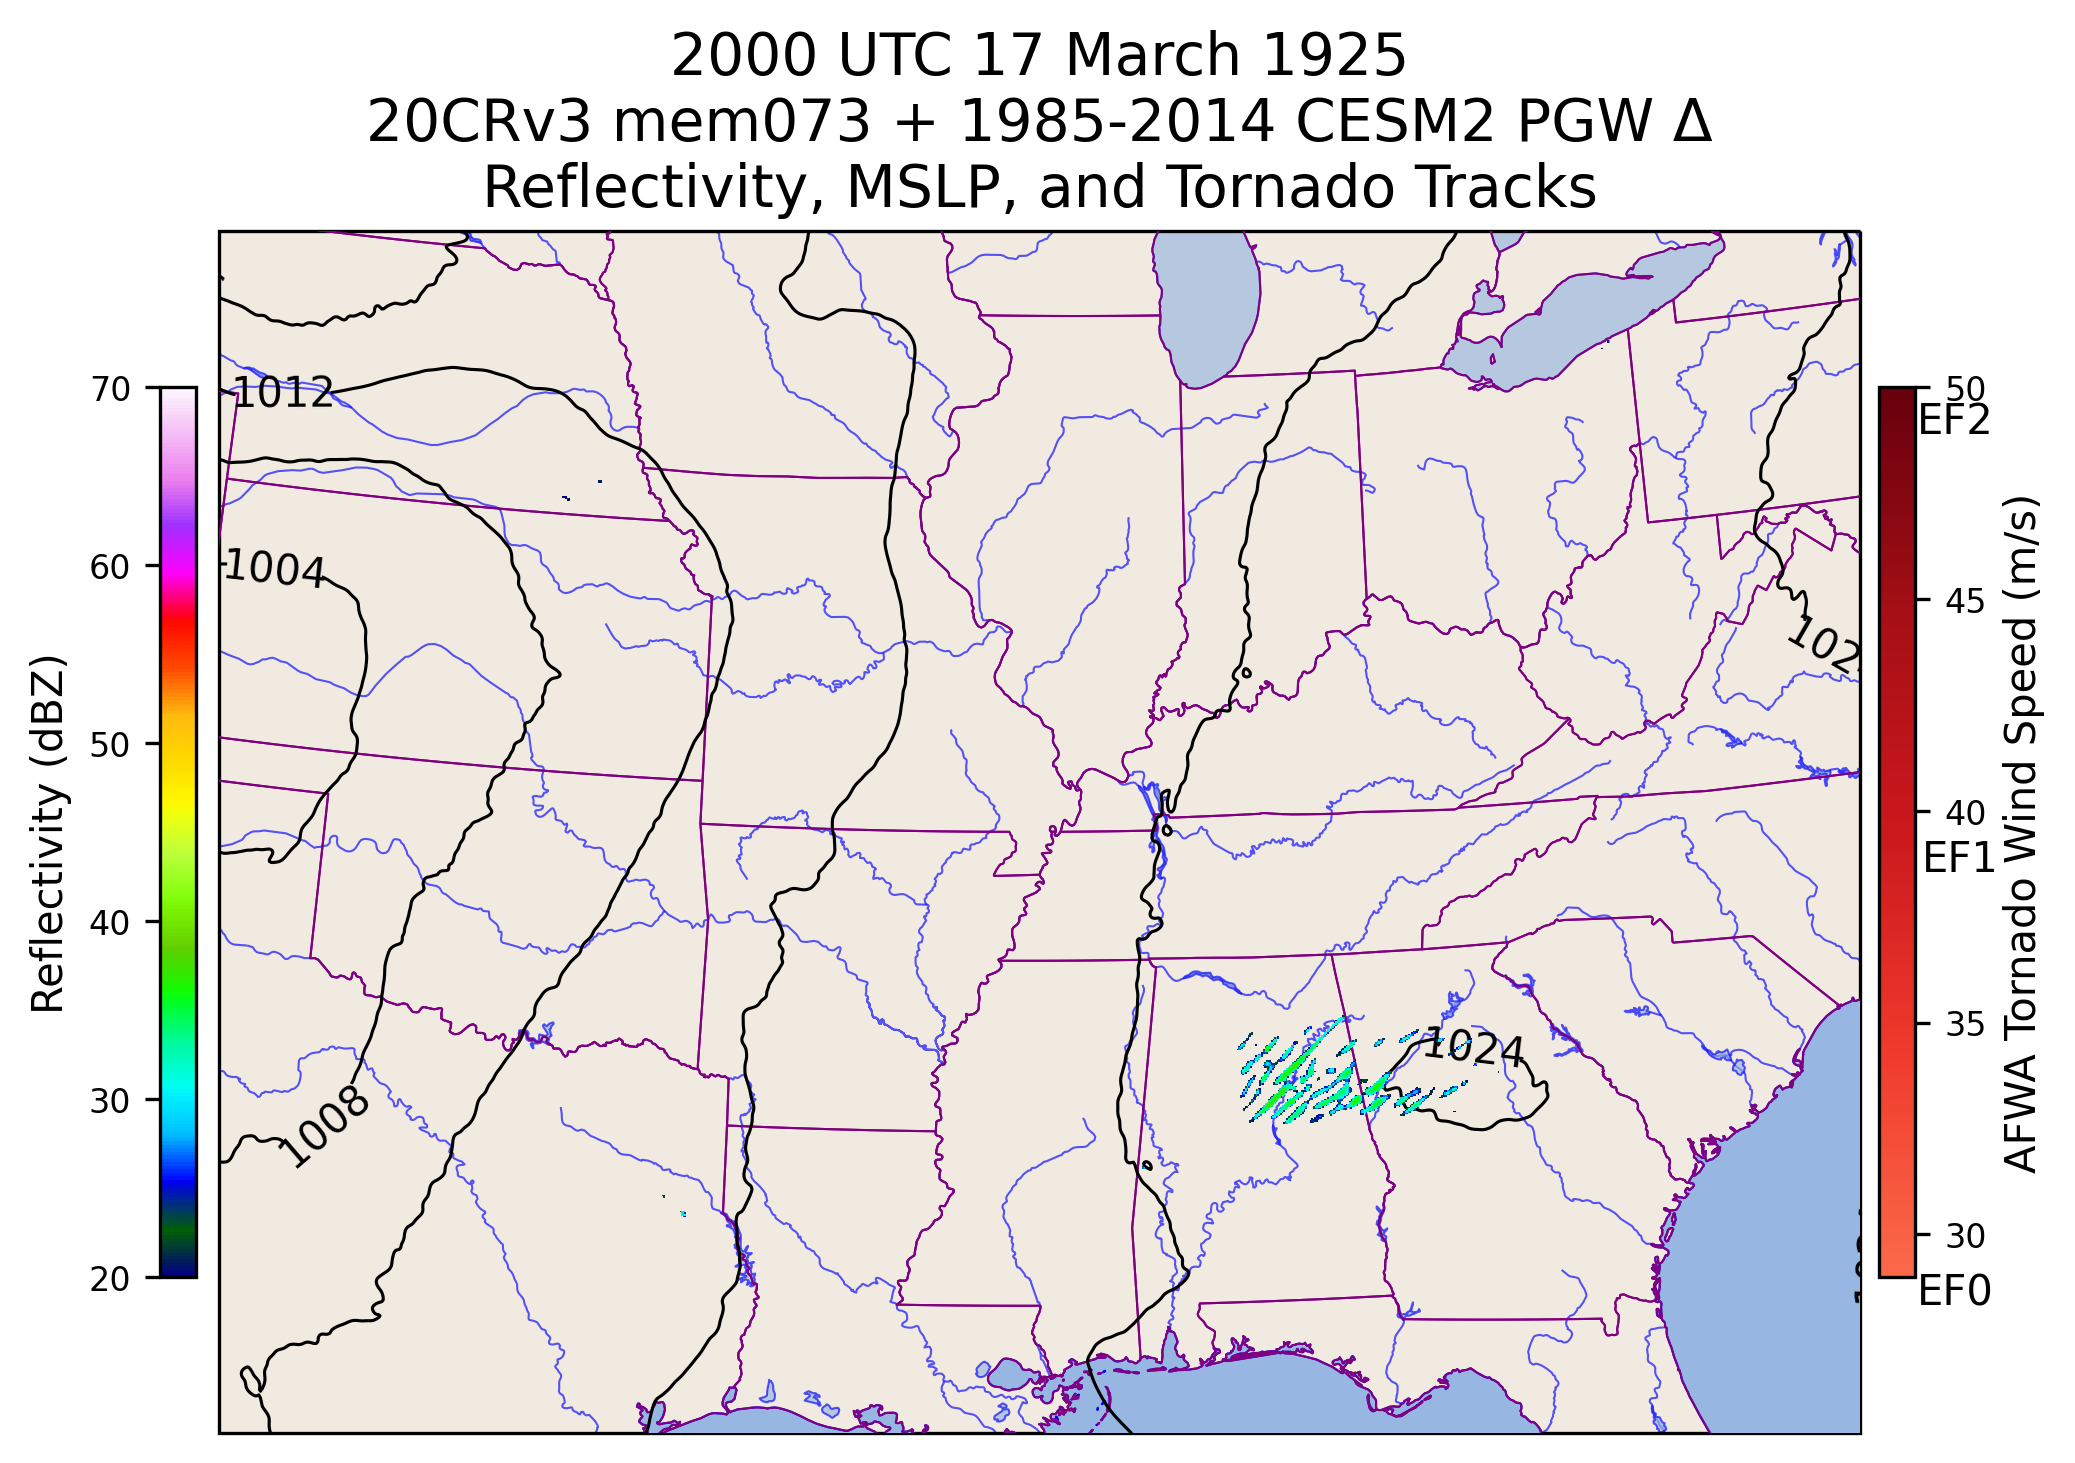 2000 UTC 17 March 1925
20CRv3 mem073 + 1985-2014 CESM2 PGW Δ
Reflectivity, MSLP, and Tornado Tracks
Reflectivity (dBZ)
70
60
50
40
30
20
1012
1004
1008
1024
50
EF2
45
40
EF1
35
30
EF0
AFWA Tornado Wind Speed (m/s)